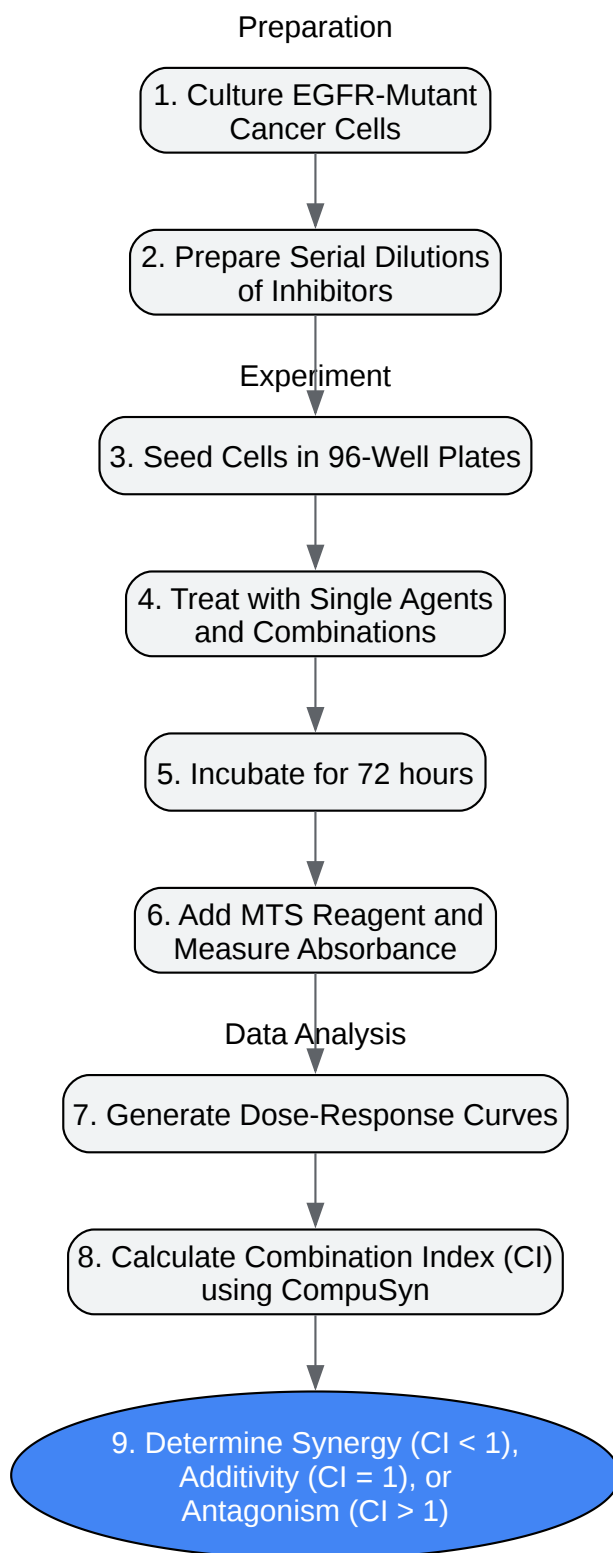 Preparation
1. Culture EGFR-Mutant
Cancer Cells
2. Prepare Serial Dilutions
of Inhibitors
Experiment
3. Seed Cells in 96-Well Plates
4. Treat with Single Agents
and Combinations
5. Incubate for 72 hours
6. Add MTS Reagent and
Measure Absorbance
Data Analysis
7. Generate Dose-Response Curves
8. Calculate Combination Index (CI)
using CompuSyn
9. Determine Synergy (CI < 1),
Additivity (CI = 1), or
Antagonism (CI > 1)